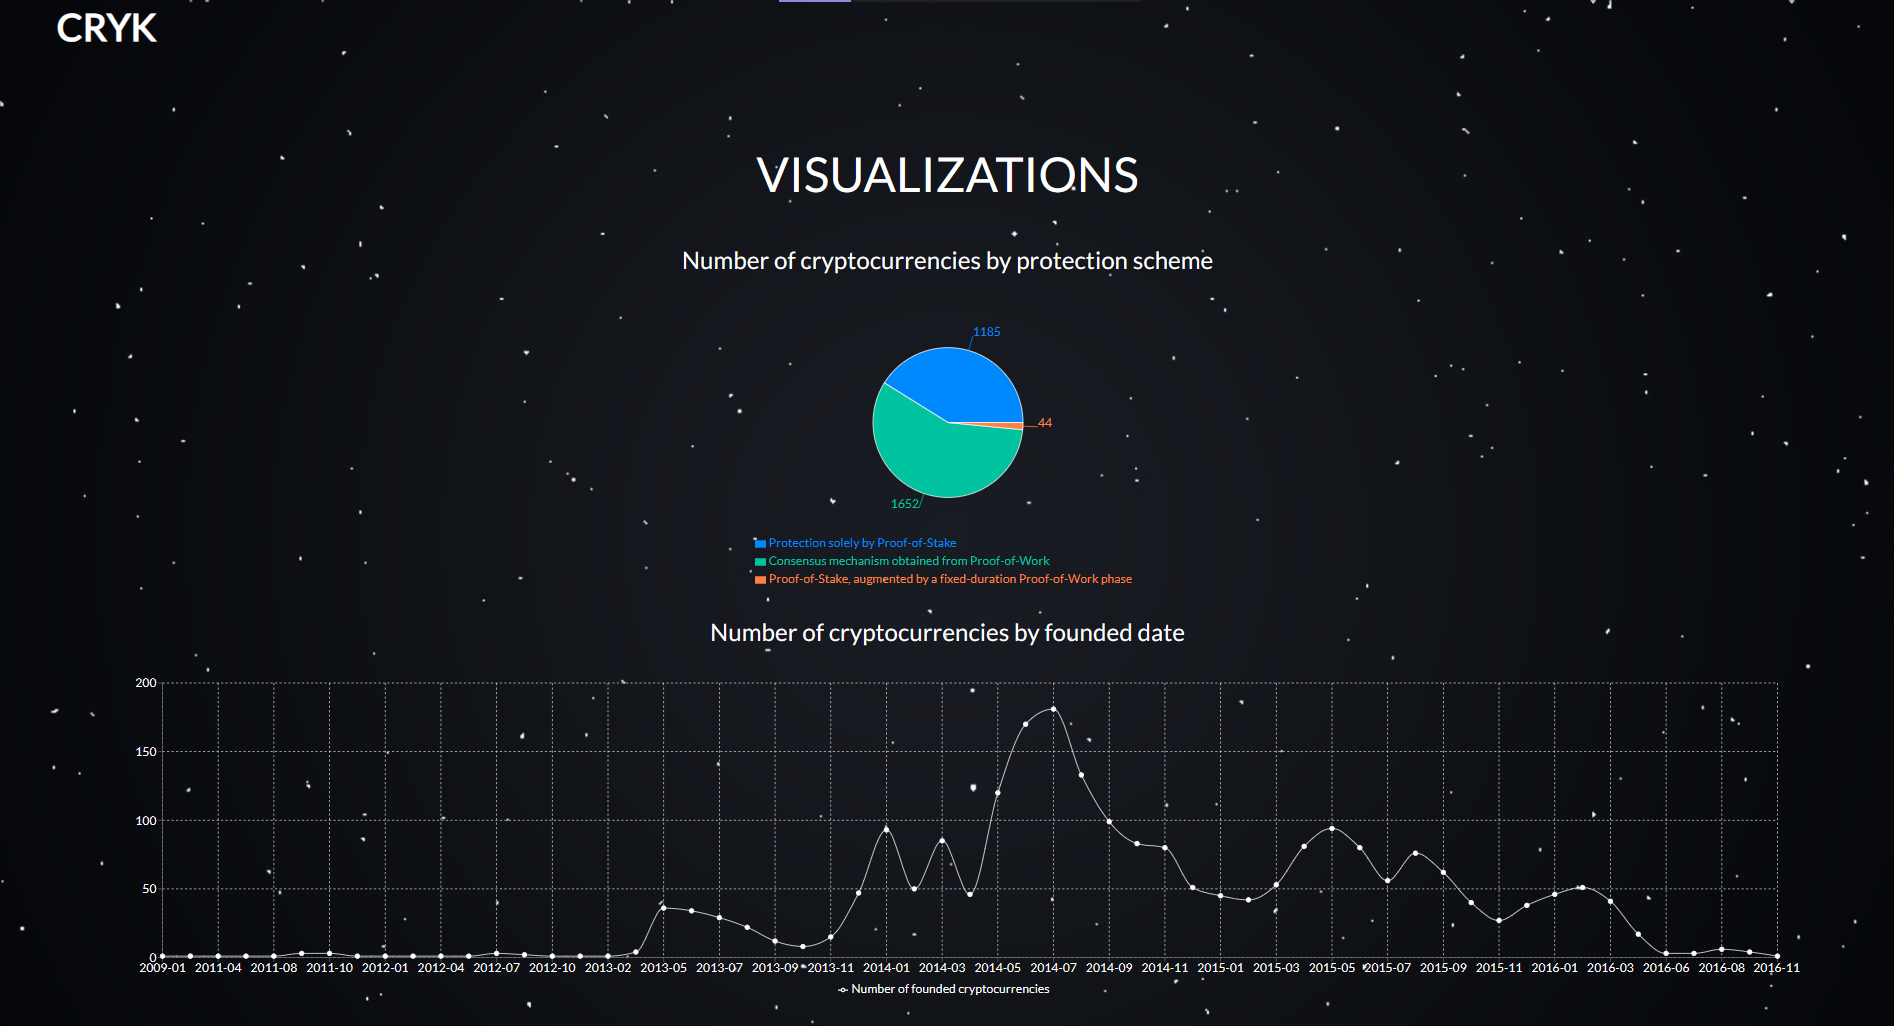 CRYK
VISUALIZATIONS
Number of cryptocurrencies by protection scheme
1185
44
1652
Protection solely by Proof-of-Stake
Consensus mechanism obtained from Proof-of-Work
Proof-of-Stake, augmented by a fixed-duration Proof-of-Work phase
Number of cryptocurrencies by founded date
200
150
100
50
0
2009-01 2011-04 2011-08 2011-10 2012-01 2012-04 2012-07 2012-10 2013-02 2013-05 2013-07 2013-09 2013-11 2014-01 2014-03 2014-05 2014-07 2014-09 2014-11 2015-01 2015-03 2015-05 2015-07 2015-09 2015-11 2016-01 2016-03 2016-06 2016-08 2016-11
Number of founded cryptocurrencies